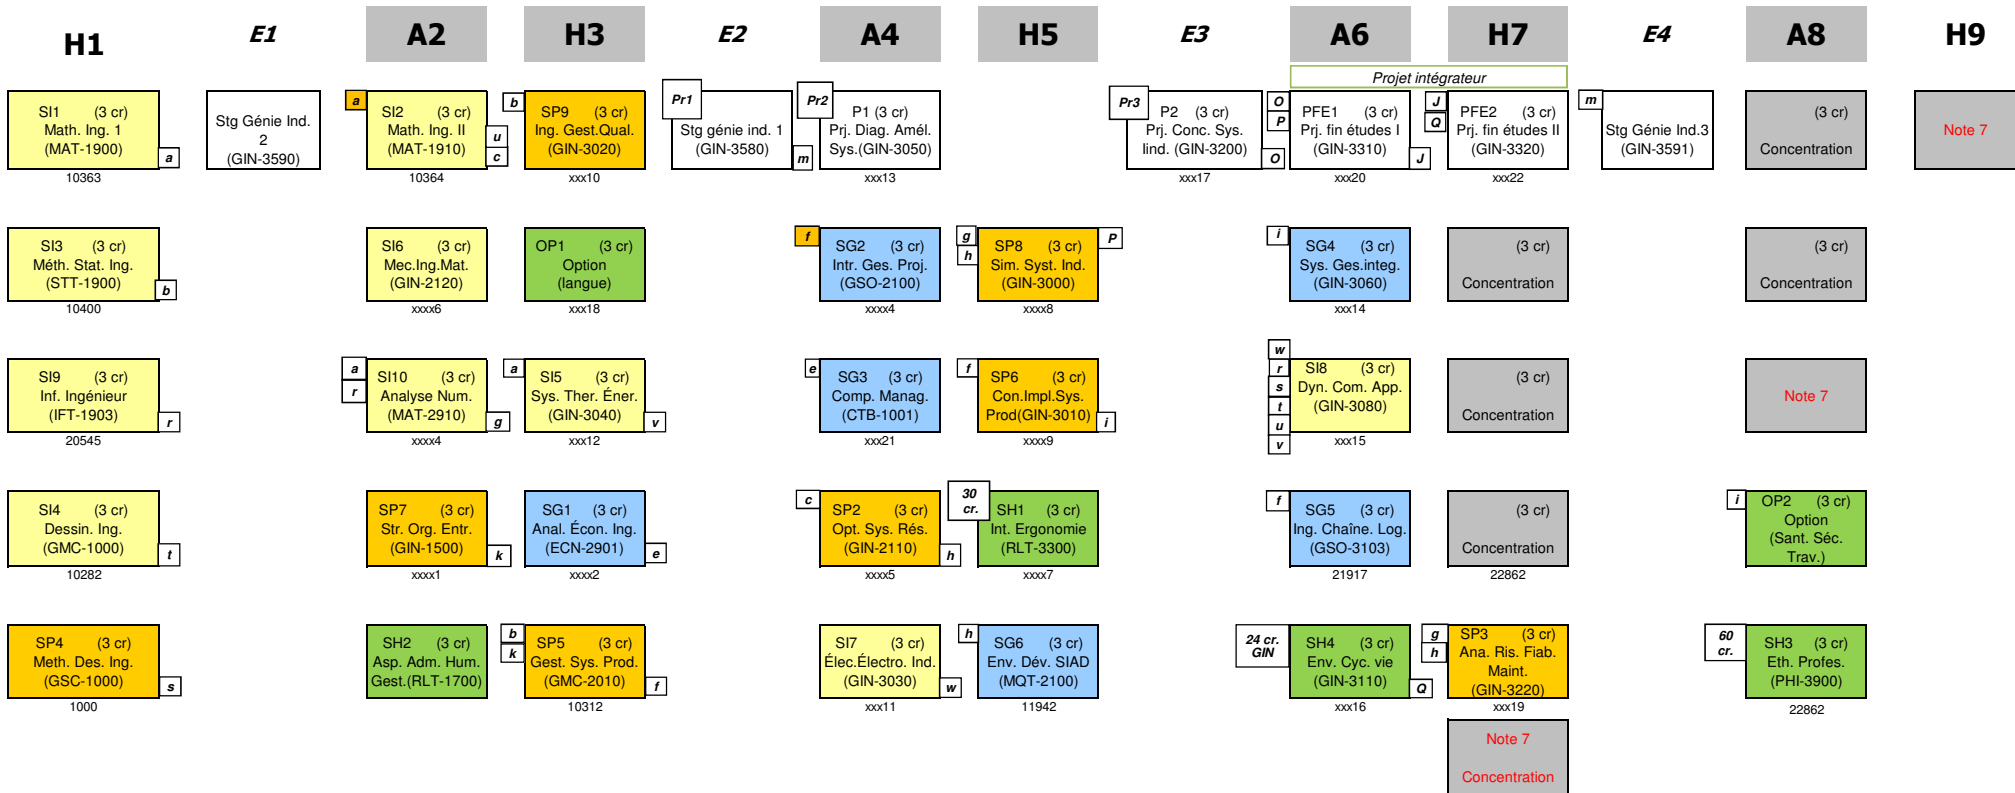 H1 E1 A2 H3 E2 A4 H5 E3 A6 H7 E4 A8 H9
Projet intégrateur
SI1 (3 cr)
Math. Ing. 1
(MAT-1900)
a
10363
Stg Génie Ind.
2
(GIN-3590)
a
SI2 (3 cr)
Math. Ing. II
(MAT-1910)
u
c
10364
b
SP9 (3 cr)
Ing. Gest.Qual.
(GIN-3020)
xxx10
Pr1
Stg génie ind. 1
(GIN-3580)
m
Pr2
P1 (3 cr)
Prj. Diag. Amél.
Sys.(GIN-3050)
xxx13
Pr3
P2 (3 cr)
Prj. Conc. Sys.
Iind. (GIN-3200)
O
xxx17
O
P
PFE1 (3 cr)
Prj. fin études I
(GIN-3310)
J
xxx20
J
Q
PFE2 (3 cr)
Prj. fin études II
(GIN-3320)
xxx22
m
Stg Génie Ind.3
(GIN-3591)
(3 cr)
Concentration
Note 7
SI3 (3 cr)
Méth. Stat. Ing.
(STT-1900)
b
10400
SI6 (3 cr)
Mec.Ing.Mat.
(GIN-2120)
xxxx6
OP1 (3 cr)
Option
(langue)
xxx18
f
SG2 (3 cr)
Intr. Ges. Proj.
(GSO-2100)
xxxx4
g
h
SP8 (3 cr)
Sim. Syst. Ind.
(GIN-3000)
P
xxxx8
i
SG4 (3 cr)
Sys. Ges.integ.
(GIN-3060)
xxx14
(3 cr)
Concentration
(3 cr)
Concentration
SI9 (3 cr)
Inf. Ingénieur
(IFT-1903)
r
20545
a
r
SI10 (3 cr)
Analyse Num.
(MAT-2910)
g
xxxx4
a
SI5 (3 cr)
Sys. Ther. Éner.
(GIN-3040)
v
xxx12
e
SG3 (3 cr)
Comp. Manag.
(CTB-1001)
xxx21
f
SP6 (3 cr)
Con.Impl.Sys.
Prod(GIN-3010)
i
xxxx9
w
r
s
t
u
v
SI8 (3 cr)
Dyn. Com. App.
(GIN-3080)
xxx15
(3 cr)
Concentration
Note 7
SI4 (3 cr)
Dessin. Ing.
(GMC-1000)
t
10282
SP7 (3 cr)
Str. Org. Entr.
(GIN-1500)
k
xxxx1
SG1 (3 cr)
Anal. Écon. Ing.
(ECN-2901)
e
xxxx2
c
SP2 (3 cr)
Opt. Sys. Rés.
(GIN-2110)
h
xxxx5
30
cr.
SH1 (3 cr)
Int. Ergonomie
(RLT-3300)
xxxx7
f
SG5 (3 cr)
Ing. Chaîne. Log.
(GSO-3103)
21917
(3 cr)
Concentration
22862
i
OP2 (3 cr)
Option
(Sant. Séc.
Trav.)
SP4 (3 cr)
Meth. Des. Ing.
(GSC-1000)
s
1000
SH2 (3 cr)
Asp. Adm. Hum.
Gest.(RLT-1700)
b
k
SP5 (3 cr)
Gest. Sys. Prod.
(GMC-2010)
f
10312
SI7 (3 cr)
Élec.Électro. Ind.
(GIN-3030)
w
xxx11
h
SG6 (3 cr)
Env. Dév. SIAD
(MQT-2100)
11942
24 cr.
GIN
SH4 (3 cr)
Env. Cyc. vie
(GIN-3110)
Q
xxx16
g
h
SP3 (3 cr)
Ana. Ris. Fiab.
Maint.
(GIN-3220)
xxx19
60
cr.
SH3 (3 cr)
Eth. Profes.
(PHI-3900)
22862
Note 7
Concentration